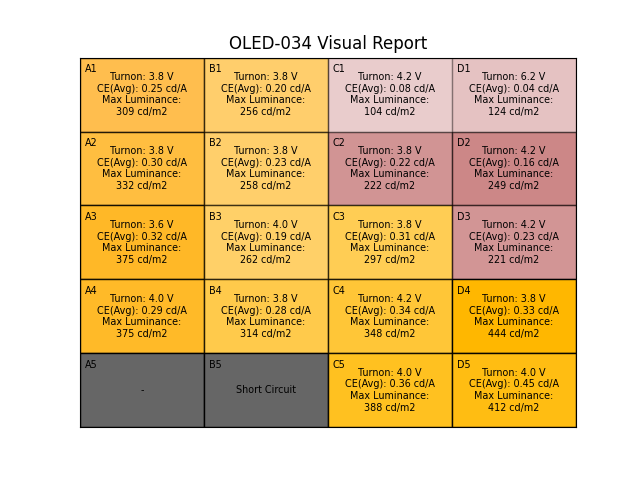 OLED-034 Visual Report
A1
Turnon: 3.8 V
CE(Avg): 0.25 cd/A
Max Luminance:
309 cd/m2
B1
Turnon: 3.8 V
CE(Avg): 0.20 cd/A
Max Luminance:
256 cd/m2
C1
Turnon: 4.2 V
CE(Avg): 0.08 cd/A
Max Luminance:
104 cd/m2
D1
Turnon: 6.2 V
CE(Avg): 0.04 cd/A
Max Luminance:
124 cd/m2
A2
Turnon: 3.8 V
CE(Avg): 0.30 cd/A
Max Luminance:
332 cd/m2
B2
Turnon: 3.8 V
CE(Avg): 0.23 cd/A
Max Luminance:
258 cd/m2
C2
Turnon: 3.8 V
CE(Avg): 0.22 cd/A
Max Luminance:
222 cd/m2
D2
Turnon: 4.2 V
CE(Avg): 0.16 cd/A
Max Luminance:
249 cd/m2
A3
Turnon: 3.6 V
CE(Avg): 0.32 cd/A
Max Luminance:
375 cd/m2
B3
Turnon: 4.0 V
CE(Avg): 0.19 cd/A
Max Luminance:
262 cd/m2
C3
Turnon: 3.8 V
CE(Avg): 0.31 cd/A
Max Luminance:
297 cd/m2
D3
Turnon: 4.2 V
CE(Avg): 0.23 cd/A
Max Luminance:
221 cd/m2
A4
Turnon: 4.0 V
CE(Avg): 0.29 cd/A
Max Luminance:
375 cd/m2
B4
Turnon: 3.8 V
CE(Avg): 0.28 cd/A
Max Luminance:
314 cd/m2
C4
Turnon: 4.2 V
CE(Avg): 0.34 cd/A
Max Luminance:
348 cd/m2
D4
Turnon: 3.8 V
CE(Avg): 0.33 cd/A
Max Luminance:
444 cd/m2
A5
-
B5
Short Circuit
C5
Turnon: 4.0 V
CE(Avg): 0.36 cd/A
Max Luminance:
388 cd/m2
D5
Turnon: 4.0 V
CE(Avg): 0.45 cd/A
Max Luminance:
412 cd/m2